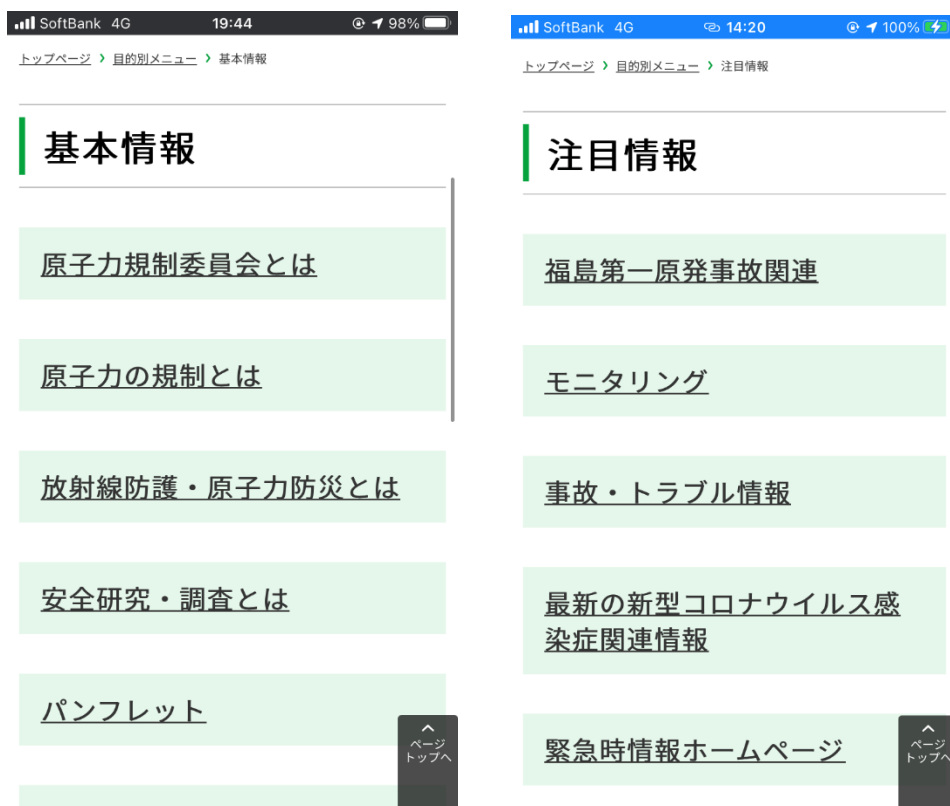 SoftBank 4G 19:44 98%
トップページ 目的別メニュー 基本情報
基本情報
原子力規制委員会とは
原子力の規制とは
放射線防護・原子力防災とは
安全研究・調査とは
パンフレット
ページ
トップへ
SoftBank 4G 14:20 100%
トップページ 目的別メニュー 注目情報
注目情報
福島第一原発事故関連
モニタリング
事故・トラブル情報
最新の新型コロナウイルス感
染症関連情報
緊急時情報ホームページ
ページ
トップへ